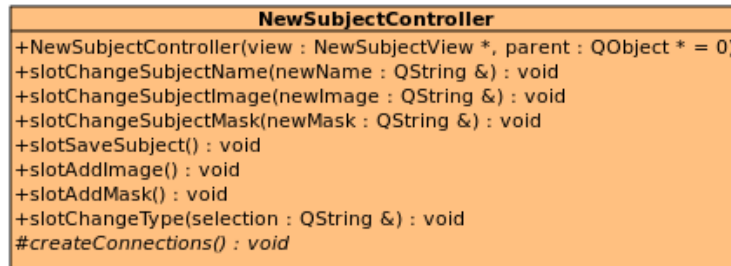 NewSubjectController
+NewSubjectController(view : NewSubjectView *, parent : QObject * = 0)
+slotChangeSubjectName(newName : QString &) : void
+slotChangeSubjectImage(newImage : QString &) : void
+slotChangeSubjectMask(newMask : QString &) : void
+slotSaveSubject() : void
+slotAddImage() : void
+slotAddMask() : void
+slotChangeType(selection : QString &) : void
#createConnections() : void